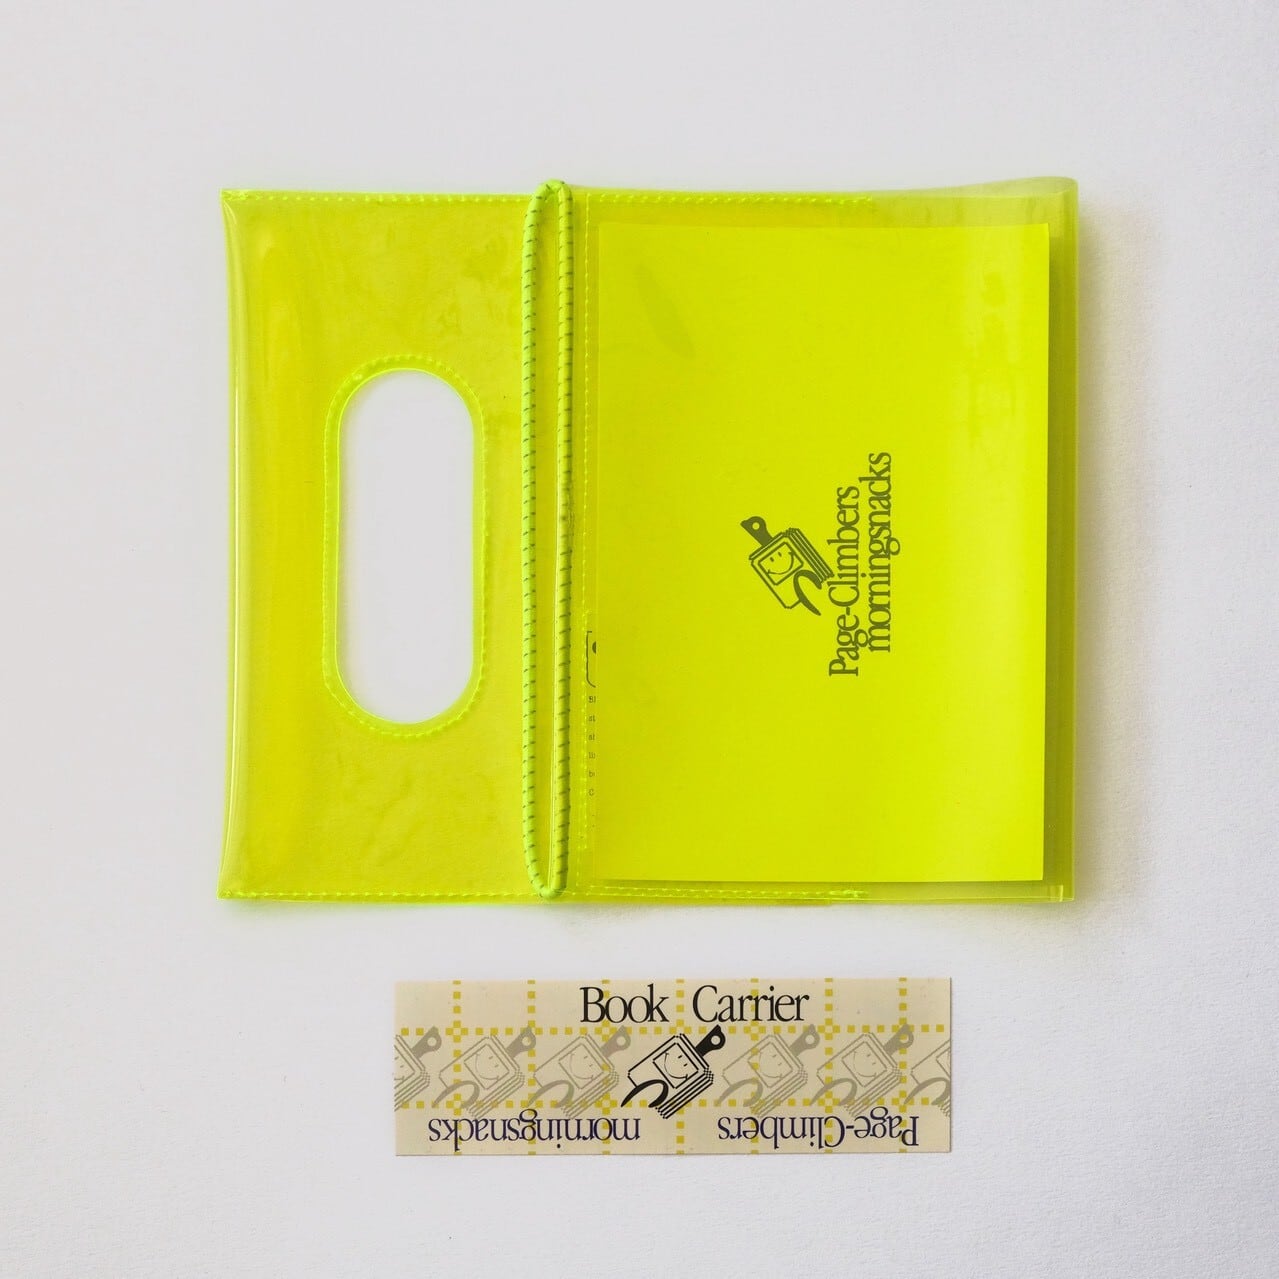 Page-Climbers
morningsnacks
Book Carrier
Page-Climbers morningsnacks